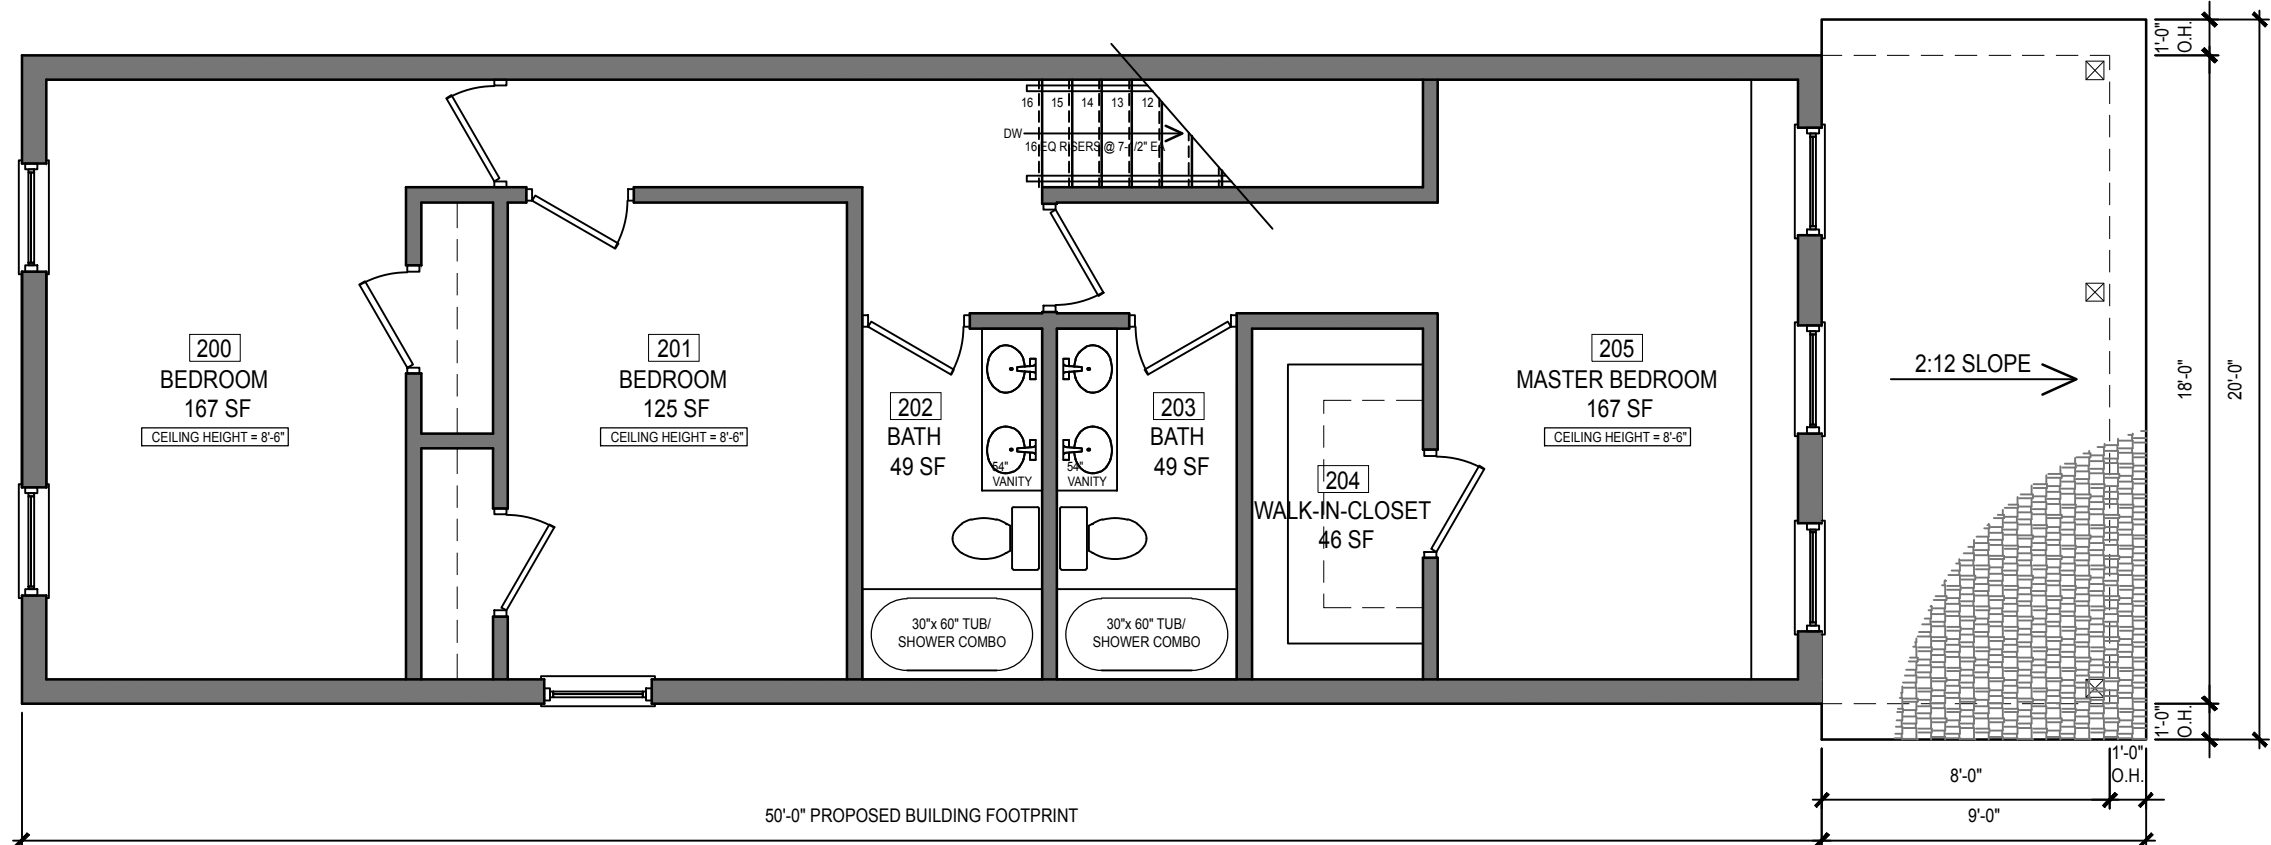 1'-0"
O.H.
16 15 14 13 12
DW
16 EQ RISERS @ 7-1/2" EA
200
BEDROOM
167 SF
CEILING HEIGHT = 8'-6"
201
BEDROOM
125 SF
CEILING HEIGHT = 8'-6"
202
BATH
49 SF
54"
VANITY
54"
VANITY
203
BATH
49 SF
204
WALK-IN-CLOSET
46 SF
205
MASTER BEDROOM
167 SF
CEILING HEIGHT = 8'-6"
2:12 SLOPE
18'-0"
20'-0"
30"x 60" TUB/
SHOWER COMBO
30"x 60" TUB/
SHOWER COMBO
1'-0"
O.H.
8'-0"
1'-0"
O.H.
50'-0" PROPOSED BUILDING FOOTPRINT
9'-0"